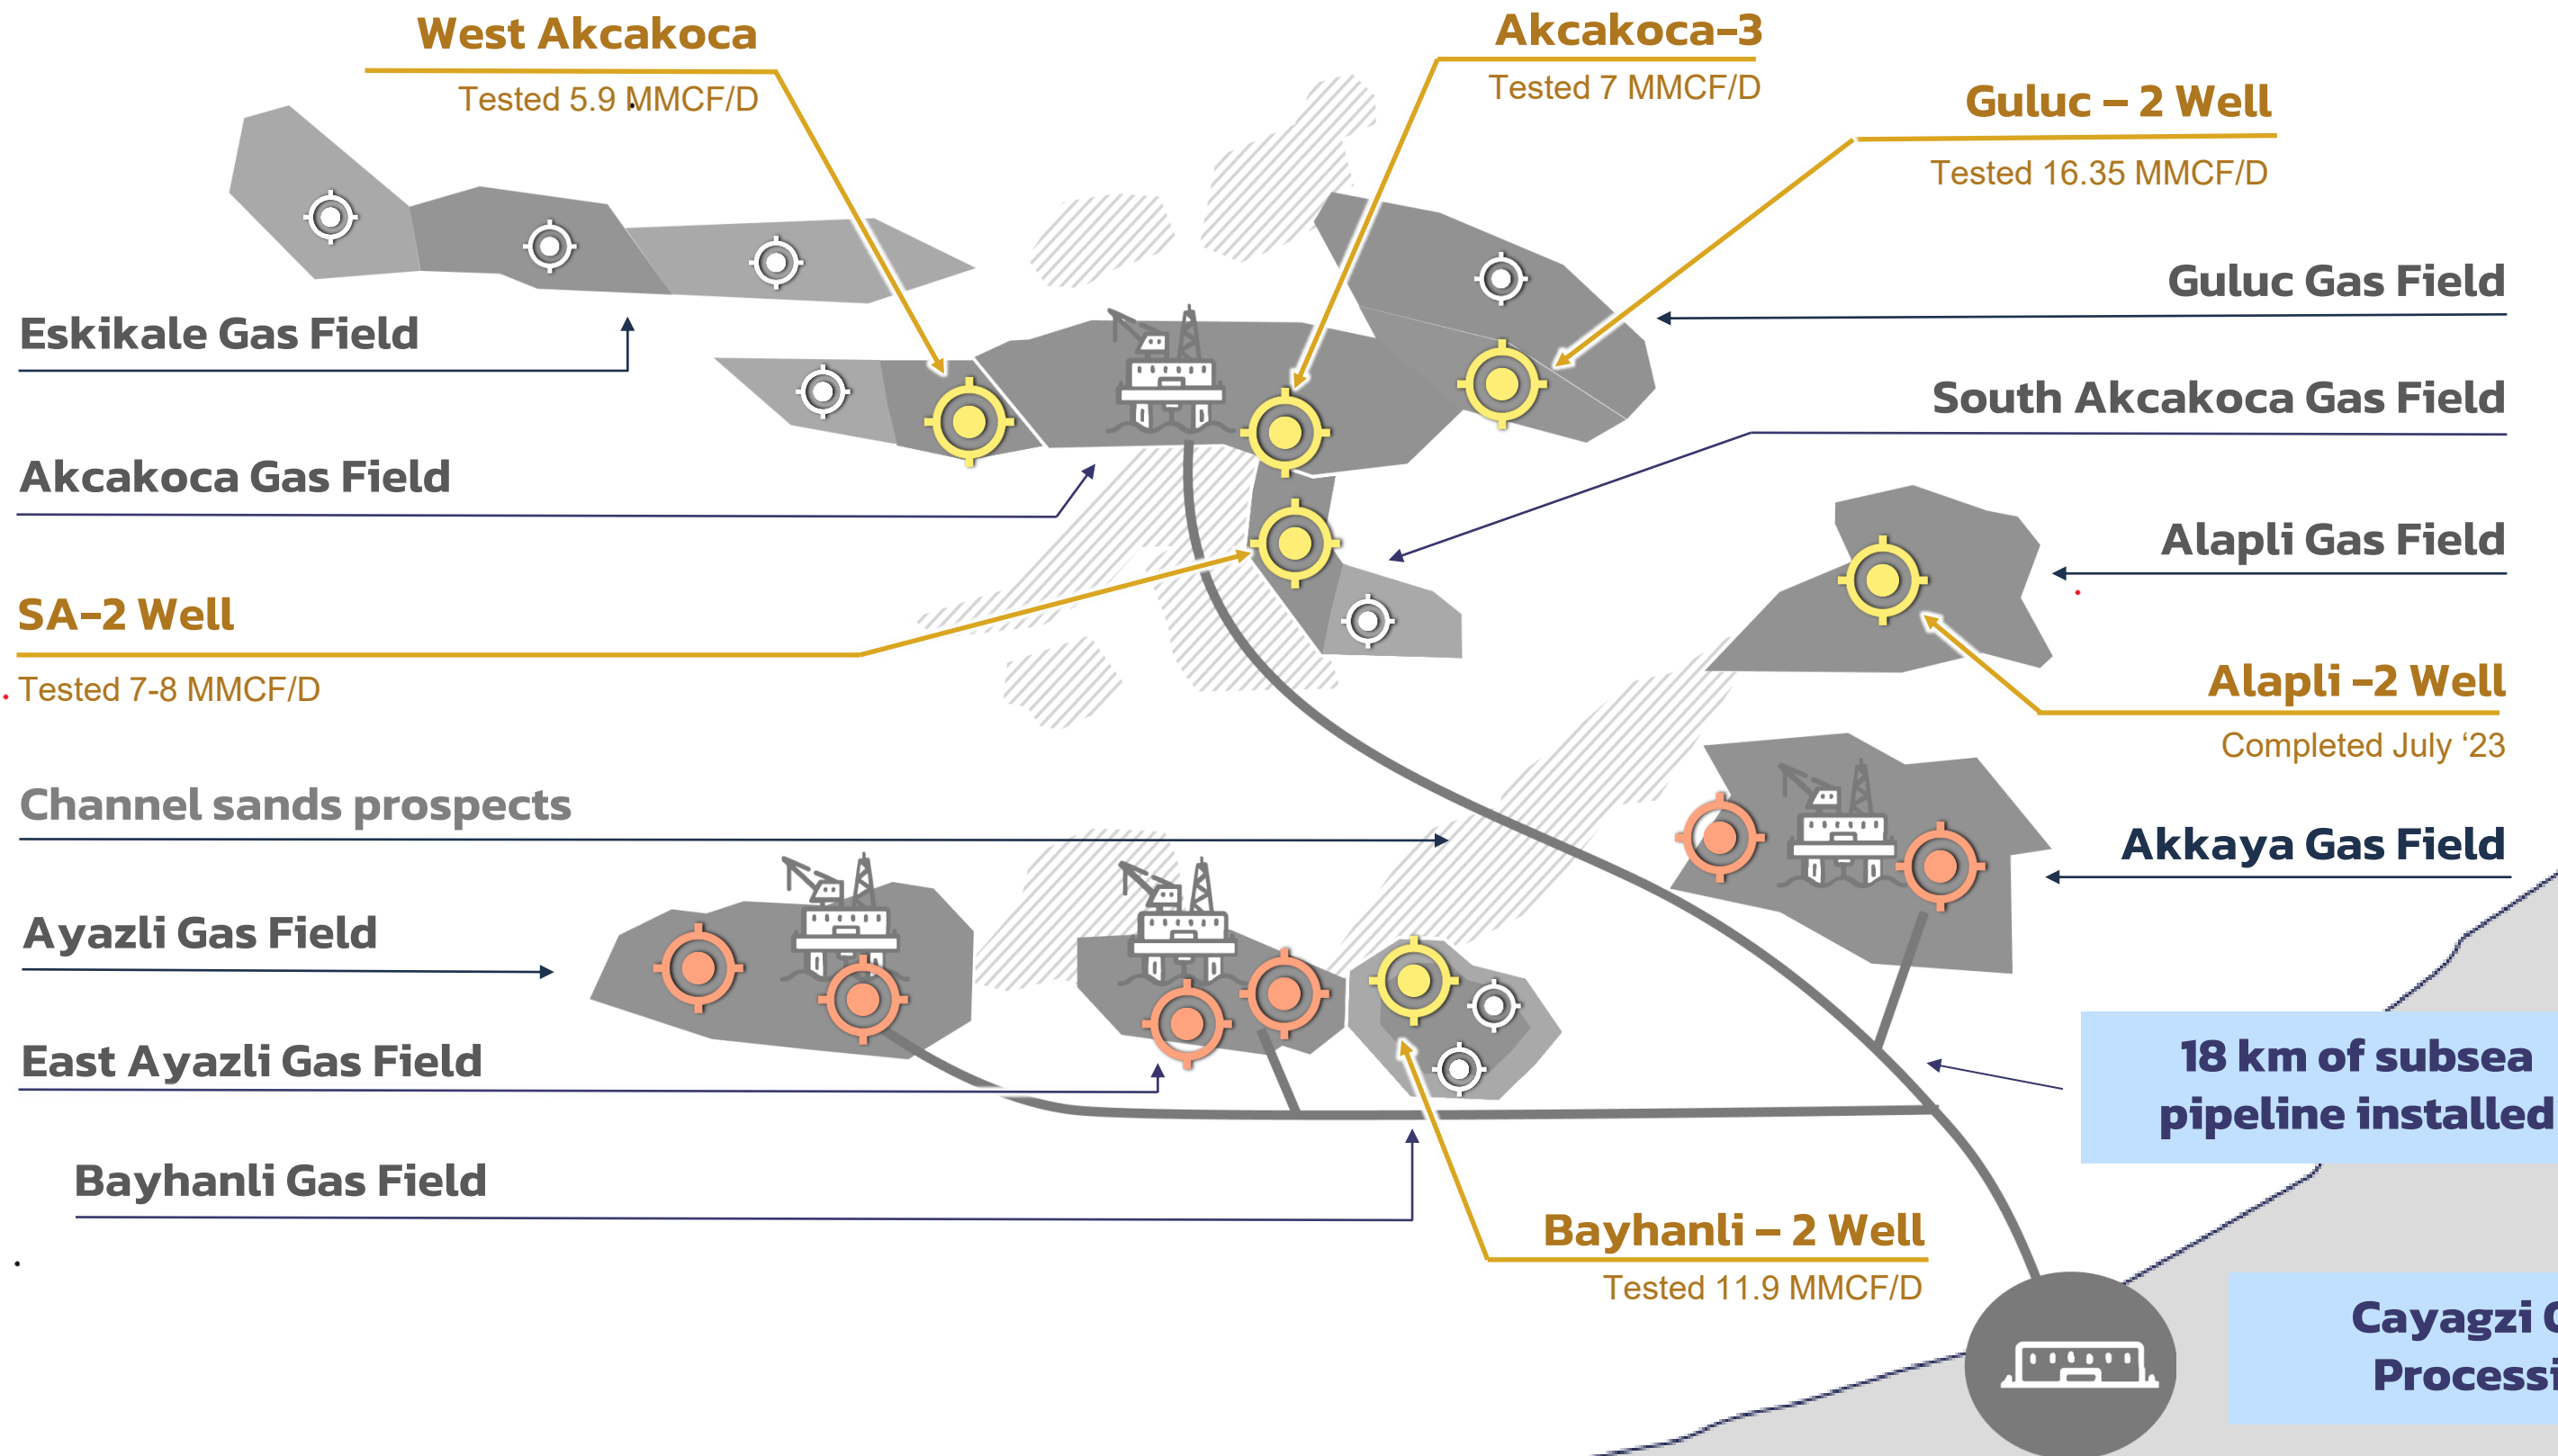 West Akcakoca
Tested 5.9 MMCF/D
Akcakoca-3
Tested 7 MMCF/D
Guluc – 2 Well
Tested 16.35 MMCF/D
Guluc Gas Field
Eskikale Gas Field
South Akcakoca Gas Field
Akcakoca Gas Field
Alapli Gas Field
SA-2 Well
Tested 7-8 MMCF/D
Alapli -2 Well
Completed July ‘23
Channel sands prospects
Akkaya Gas Field
Ayazli Gas Field
East Ayazli Gas Field
18 km of subsea
pipeline installed
Bayhanli Gas Field
Bayhanli – 2 Well
Tested 11.9 MMCF/D
Cayagzi